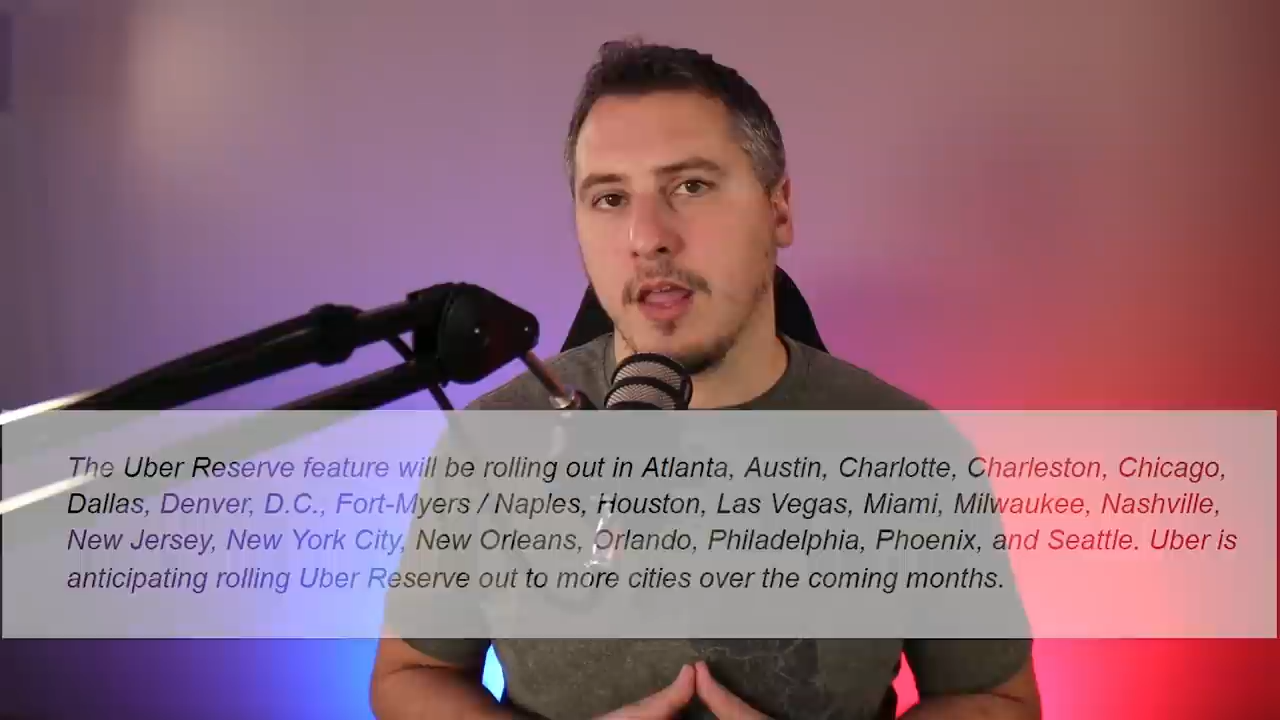 The Uber Reserve feature will be rolling out in Atlanta, Austin, Charlotte, Charleston, Chicago,
Dallas, Denver, D.C., Fort-Myers / Naples, Houston, Las Vegas, Miami, Milwaukee, Nashville,
New Jersey, New York City, New Orleans, Orlando, Philadelphia, Phoenix, and Seattle. Uber is
anticipating rolling Uber Reserve out to more cities over the coming months.